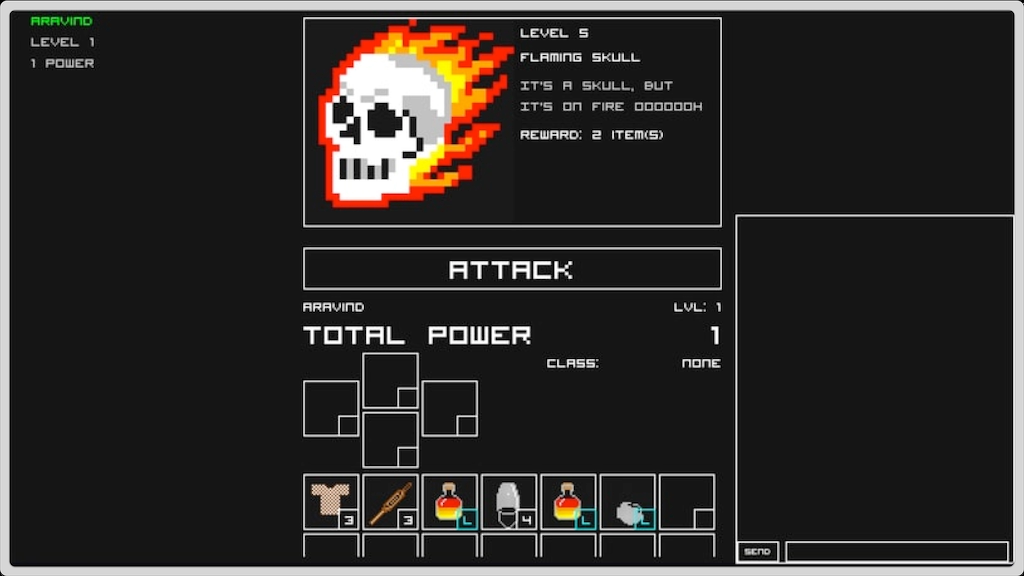 ARAVIND
LEVEL 1
1 POWER
LEVEL 5
FLAMING SKULL
IT'S A SKULL, BUT
IT'S ON FIRE OOOOOOH
REWARD: 2 ITEM(S)
ATTACK
ARAVIND LVL: 1
TOTAL POWER 1
CLASS: NONE
3 3 L 4 L L
SEND